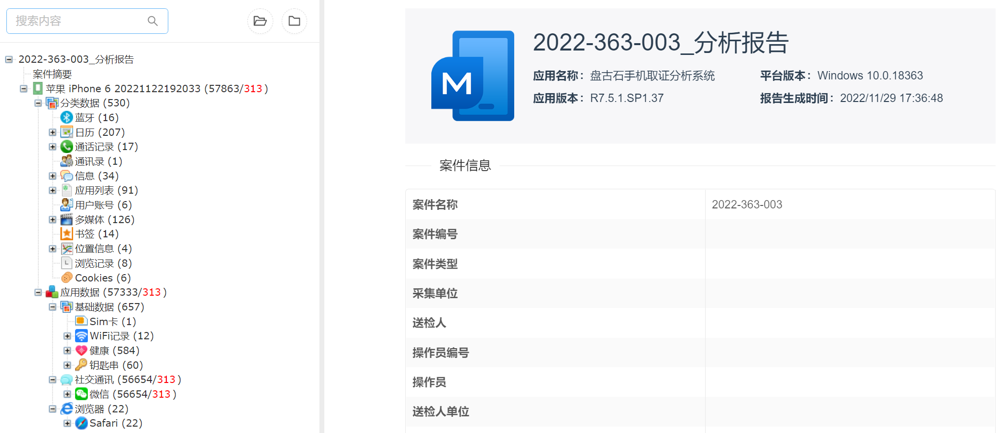 搜索内容
2022-363-003_分析报告
案件摘要
苹果 iPhone 6 20221122192033 (57863/313 )
分类数据 (530)
蓝牙 (16)
日历 (207)
通话记录 (17)
通讯录 (1)
信息 (34)
应用列表 (91)
用户账号 (6)
多媒体 (126)
书签 (14)
位置信息 (4)
浏览记录 (8)
Cookies (6)
应用数据 (57333/313 )
基础数据 (657)
Sim卡 (1)
WiFi记录 (12)
健康 (584)
钥匙串 (60)
社交通讯 (56654/313 )
微信 (56654/313 )
浏览器 (22)
Safari (22)
M
2022-363-003_分析报告
应用名称： 盘古石手机取证分析系统 平台版本： Windows 10.0.18363
应用版本： R7.5.1.SP1.37 报告生成时间： 2022/11/29 17:36:48
案件信息
案件名称 2022-363-003
案件编号
案件类型
采集单位
送检人
操作员编号
操作员
送检人单位